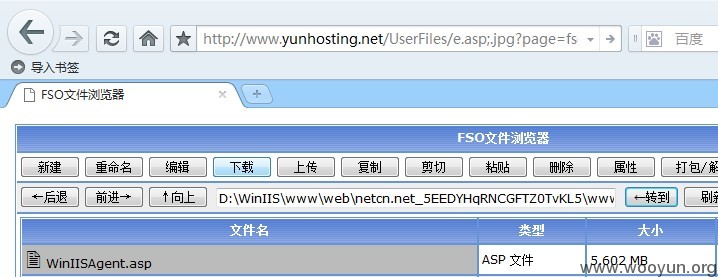 http://www.yunhosting.net/UserFiles/e.asp;.jpg?page=fs
百度
导入书签
FSO文件浏览器
FSO文件浏览器
新建 重命名 编辑 下载 上传 复制 剪切 粘贴 删除 属性 打包/解
←后退 前进→ ↑向上 D:\WinIIS\www\web\netcn.net_5EEDYHqRNCGFTZ0TvKL5\www ←转到 刷新
文件名 类型 大小
WinIISAgent.asp ASP 文件 5.602 MB
www.wooyun.org